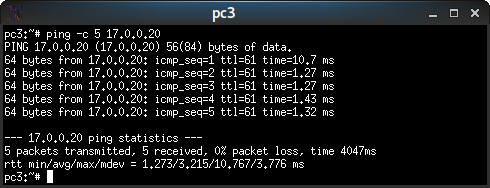 pc3
pc3:~# ping -c 5 17.0.0.20
PING 17.0.0.20 (17.0.0.20) 56(84) bytes of data.
64 bytes from 17.0.0.20: icmp_seq=1 ttl=61 time=10.7 ms
64 bytes from 17.0.0.20: icmp_seq=2 ttl=61 time=1.27 ms
64 bytes from 17.0.0.20: icmp_seq=3 ttl=61 time=1.27 ms
64 bytes from 17.0.0.20: icmp_seq=4 ttl=61 time=1.43 ms
64 bytes from 17.0.0.20: icmp_seq=5 ttl=61 time=1.32 ms
--- 17.0.0.20 ping statistics ---
5 packets transmitted, 5 received, 0% packet loss, time 4047ms
rtt min/avg/max/mdev = 1.273/3.215/10.767/3.776 ms
pc3:~#